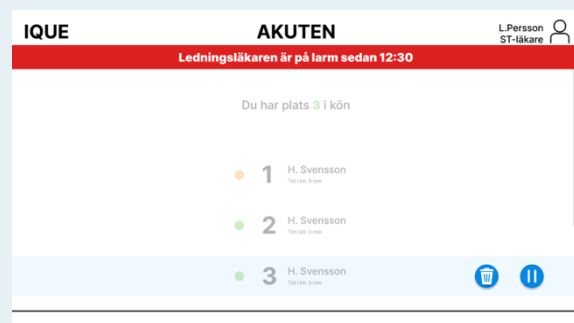 IQUE
AKUTEN
L.Persson
ST-läkare
Ledningsläkaren är på larm sedan 12:30
Du har plats 3 i kön
1 H. Svensson
Tid i kö: 3 min
2 H. Svensson
Tid i kö: 3 min
3 H. Svensson
Tid i kö: 3 min